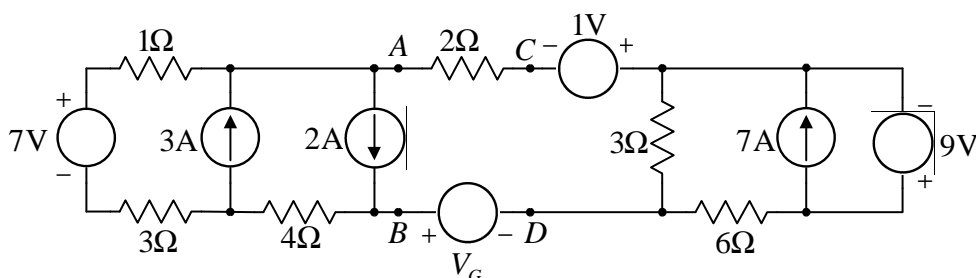 1Ω A 2Ω C − 1V +
+ 7V −
3A 2A
3Ω 7A
− 9V +
3Ω 4Ω B + V_G − D 6Ω